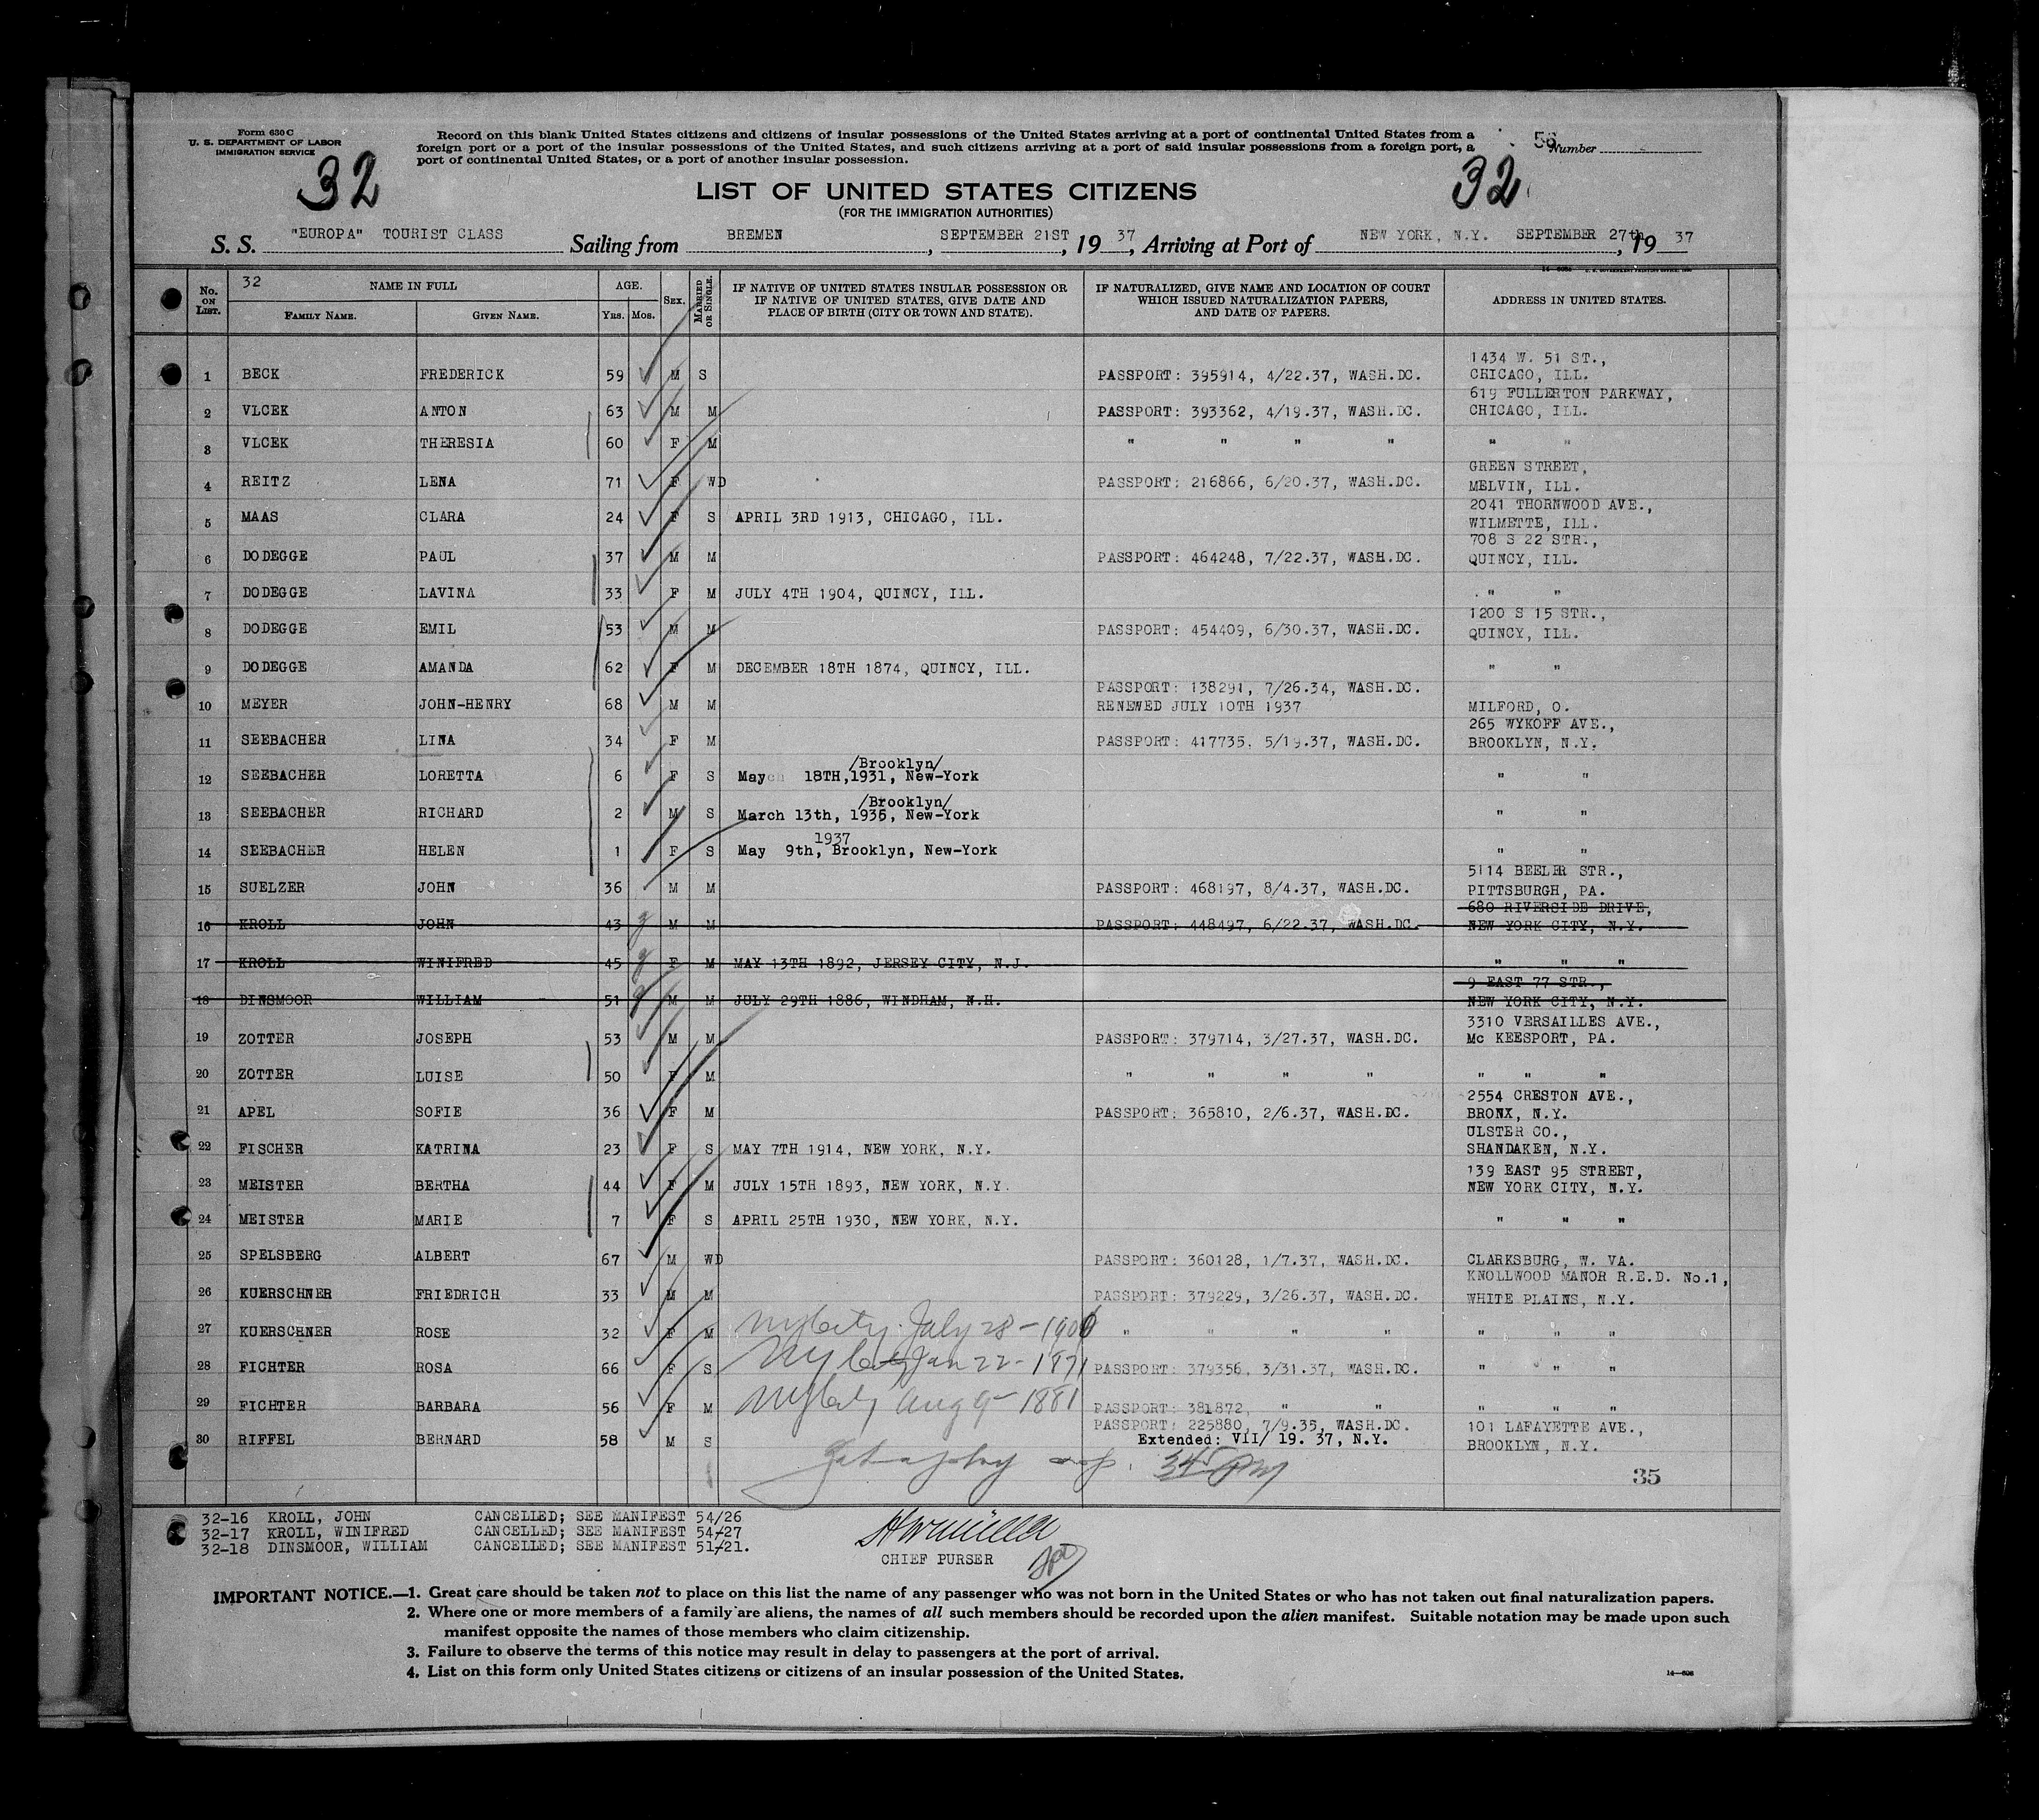 Form 630 C
U. S. DEPARTMENT OF LABOR
IMMIGRATION SERVICE
Record on this blank United States citizens and citizens of insular possessions of the United States arriving at a port of continental United States from a
foreign port or a port of the insular possessions of the United States, and such citizens arriving at a port of said insular possessions from a foreign port, a
port of continental United States, or a port of another insular possession.
56 Number
32
32
LIST OF UNITED STATES CITIZENS
(FOR THE IMMIGRATION AUTHORITIES)
S. S. "EUROPA" TOURIST CLASS Sailing from BREMEN, SEPTEMBER 21ST, 19 37, Arriving at Port of NEW YORK, N.Y. SEPTEMBER 27th, 19 37
No. ON LIST. 32 NAME IN FULL FAMILY NAME. GIVEN NAME. AGE. YRS. MOS. SEX. MARRIED OR SINGLE. IF NATIVE OF UNITED STATES INSULAR POSSESSION OR IF NATIVE OF UNITED STATES, GIVE DATE AND PLACE OF BIRTH (CITY OR TOWN AND STATE). IF NATURALIZED, GIVE NAME AND LOCATION OF COURT WHICH ISSUED NATURALIZATION PAPERS, AND DATE OF PAPERS. ADDRESS IN UNITED STATES.
1434 W. 51 ST.,
1 BECK FREDERICK 59 M S PASSPORT: 395914, 4/22.37, WASH.DC. CHICAGO, ILL.
619 FULLERTON PARKWAY,
2 VLCEK ANTON 63 M M PASSPORT: 393362, 4/19.37, WASH.DC. CHICAGO, ILL.
3 VLCEK THERESIA 60 F M " " " " " "
GREEN STREET,
4 REITZ LENA 71 F WD PASSPORT: 216866, 6/20.37, WASH.DC. MELVIN, ILL.
2041 THORNWOOD AVE.,
5 MAAS CLARA 24 F S APRIL 3RD 1913, CHICAGO, ILL. WILMETTE, ILL.
708 S 22 STR.,
6 DODEGGE PAUL 37 M M PASSPORT: 464248, 7/22.37, WASH.DC. QUINCY, ILL.
7 DODEGGE LAVINA 33 F M JULY 4TH 1904, QUINCY, ILL. " "
1200 S 15 STR.,
8 DODEGGE EMIL 53 M M PASSPORT: 454409, 6/30.37, WASH.DC. QUINCY, ILL.
9 DODEGGE AMANDA 62 F M DECEMBER 18TH 1874, QUINCY, ILL. " "
PASSPORT: 138291, 7/26.34, WASH.DC.
10 MEYER JOHN-HENRY 68 M M RENEWED JULY 10TH 1937 MILFORD, O.
265 WYKOFF AVE.,
11 SEEBACHER LINA 34 F M PASSPORT: 417735, 5/19.37, WASH.DC. BROOKLYN, N.Y.
/Brooklyn/
12 SEEBACHER LORETTA 6 F S May 18TH,1931, New-York " "
/Brooklyn/
13 SEEBACHER RICHARD 2 M S March 13th, 1935, New-York " "
1937
14 SEEBACHER HELEN 1 F S May 9th, Brooklyn, New-York " "
5114 BEELER STR.,
15 SUELZER JOHN 36 M M PASSPORT: 468197, 8/4.37, WASH.DC. PITTSBURGH, PA.
680 RIVERSIDE DRIVE,
16 KROLL JOHN 43 M M PASSPORT: 448497, 6/22.37, WASH.DC. NEW YORK CITY, N.Y.
17 KROLL WINIFRED 45 F M MAY 13TH 1892, JERSEY CITY, N.J. " " "
9 EAST 77 STR.,
18 DINSMOOR WILLIAM 51 M M JULY 29TH 1886, WINDHAM, N.H. NEW YORK CITY, N.Y.
3310 VERSAILLES AVE.,
19 ZOTTER JOSEPH 53 M M PASSPORT: 379714, 3/27.37, WASH.DC. Mc KEESPORT, PA.
20 ZOTTER LUISE 50 F M " " " " " " "
2554 CRESTON AVE.,
21 APEL SOFIE 36 F M PASSPORT: 365810, 2/6.37, WASH.DC. BRONX, N.Y.
ULSTER CO.,
22 FISCHER KATRINA 23 F S MAY 7TH 1914, NEW YORK, N.Y. SHANDAKEN, N.Y.
139 EAST 95 STREET,
23 MEISTER BERTHA 44 F M JULY 15TH 1893, NEW YORK, N.Y. NEW YORK CITY, N.Y.
24 MEISTER MARIE 7 F S APRIL 25TH 1930, NEW YORK, N.Y. " " "
25 SPELSBERG ALBERT 67 M WD PASSPORT: 360128, 1/7.37, WASH.DC. CLARKSBURG, W. VA.
KNOLLWOOD MANOR R.E.D. No.1,
26 KUERSCHNER FRIEDRICH 33 M M PASSPORT: 379229, 3/26.37, WASH.DC. WHITE PLAINS, N.Y.
27 KUERSCHNER ROSE 32 F M NY City July 28-1906 " " " " " " "
28 FICHTER ROSA 66 F S NY City Jan 22-1871 PASSPORT: 379356, 3/31.37, WASH.DC. " " "
29 FICHTER BARBARA 56 F M NY City Aug 9-1881 PASSPORT: 381872, " " " " "
PASSPORT: 225880, 7/9.35, WASH.DC. 101 LAFAYETTE AVE.,
30 RIFFEL BERNARD 58 M S Extended: VII/ 19. 37, N.Y. BROOKLYN, N.Y.
35
32-16 KROLL, JOHN CANCELLED; SEE MANIFEST 54/26
32-17 KROLL, WINIFRED CANCELLED; SEE MANIFEST 54/27
32-18 DINSMOOR, WILLIAM CANCELLED; SEE MANIFEST 51/21.
CHIEF PURSER
IMPORTANT NOTICE.—1. Great care should be taken not to place on this list the name of any passenger who was not born in the United States or who has not taken out final naturalization papers.
2. Where one or more members of a family are aliens, the names of all such members should be recorded upon the alien manifest. Suitable notation may be made upon such
manifest opposite the names of those members who claim citizenship.
3. Failure to observe the terms of this notice may result in delay to passengers at the port of arrival.
4. List on this form only United States citizens or citizens of an insular possession of the United States.